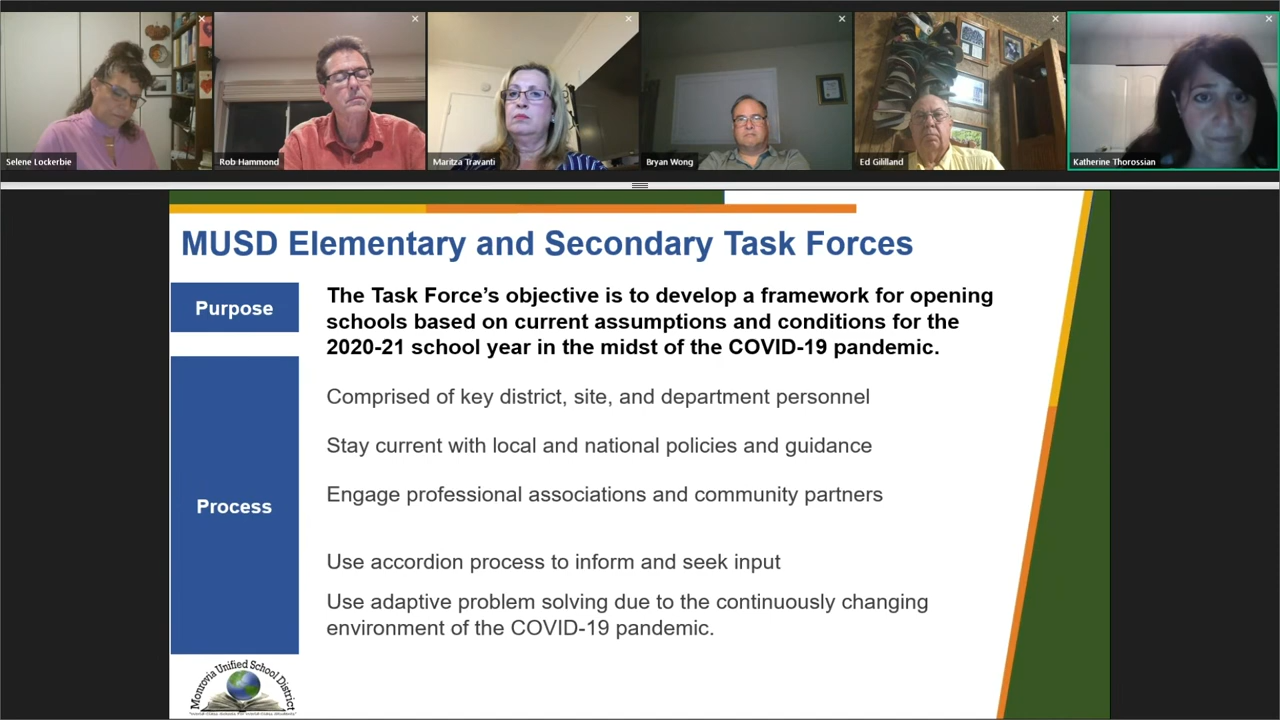 Selene Lockerbie
Rob Hammond
Maritza Travanti
Bryan Wong
Ed Gililland
Katherine Thorossian
MUSD Elementary and Secondary Task Forces
Purpose
The Task Force's objective is to develop a framework for opening
schools based on current assumptions and conditions for the
2020-21 school year in the midst of the COVID-19 pandemic.
Process
Comprised of key district, site, and department personnel
Stay current with local and national policies and guidance
Engage professional associations and community partners
Use accordion process to inform and seek input
Use adaptive problem solving due to the continuously changing
environment of the COVID-19 pandemic.
Monrovia Unified School District